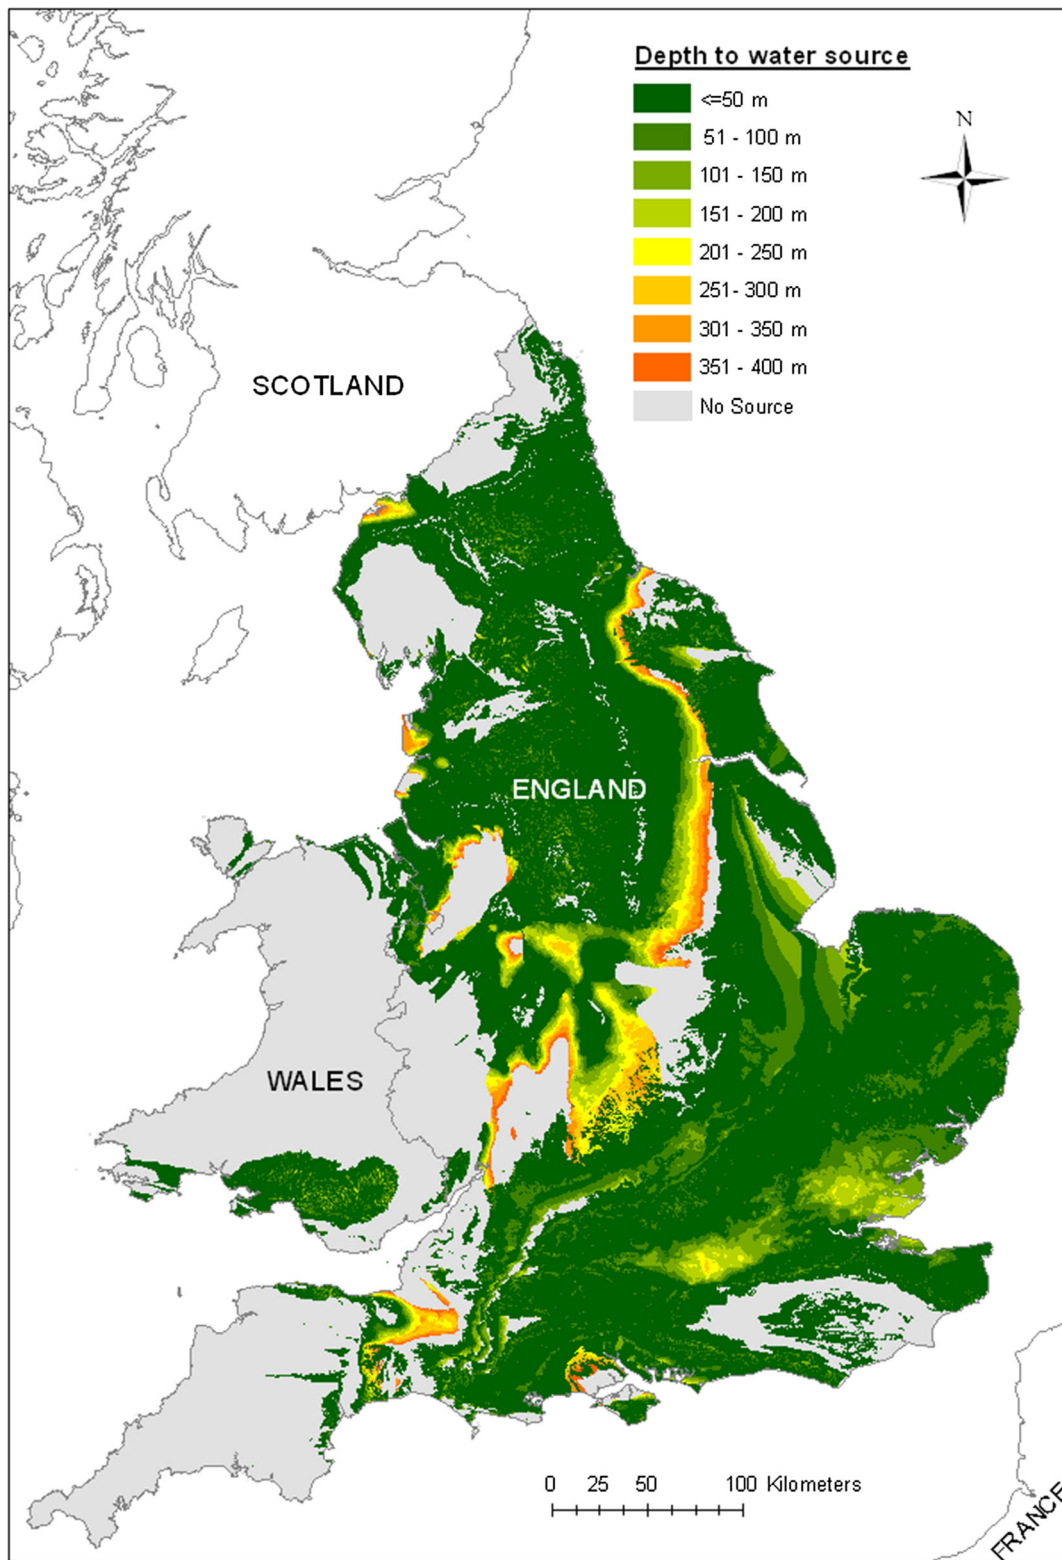 Depth to water source
<=50 m
51 - 100 m
101 - 150 m
151 - 200 m
201 - 250 m
251- 300 m
301 - 350 m
351 - 400 m
No Source
N
SCOTLAND
ENGLAND
WALES
0 25 50 100 Kilometers
FRANCE